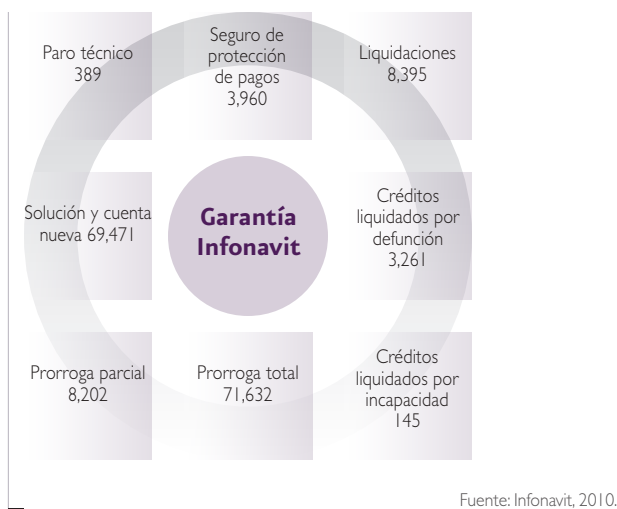 Paro técnico
389
Seguro de
protección
de pagos
3,960
Liquidaciones
8,395
Solución y cuenta
nueva 69,471
Garantía
Infonavit
Créditos
liquidados por
defunción
3,261
Prorroga parcial
8,202
Prorroga total
71,632
Créditos
liquidados por
incapacidad
145
Fuente: Infonavit, 2010.